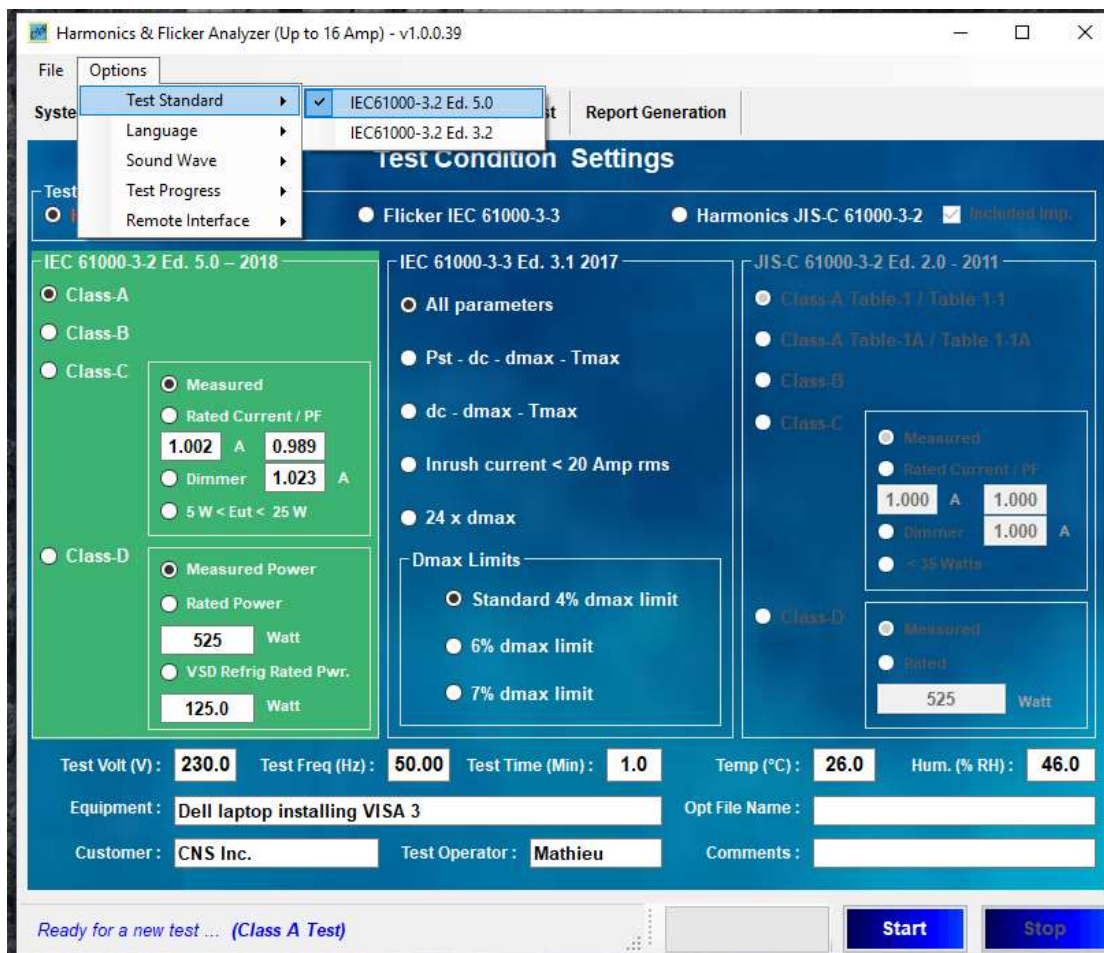 Harmonics & Flicker Analyzer (Up to 16 Amp) - v1.0.0.39
File Options
Test Standard
Language
Sound Wave
Test Progress
Remote Interface
IEC61000-3.2 Ed. 5.0
IEC61000-3.2 Ed. 3.2
Report Generation
Test Condition Settings
Test
Flicker IEC 61000-3-3
Harmonics JIS-C 61000-3-2
Included Imp.
IEC 61000-3-2 Ed. 5.0 – 2018
Class-A
Class-B
Class-C
Measured
Rated Current / PF
1.002 A 0.989
Dimmer 1.023 A
5 W < Eut < 25 W
Class-D
Measured Power
Rated Power
525 Watt
VSD Refrig Rated Pwr.
125.0 Watt
IEC 61000-3-3 Ed. 3.1 2017
All parameters
Pst - dc - dmax - Tmax
dc - dmax - Tmax
Inrush current < 20 Amp rms
24 x dmax
Dmax Limits
Standard 4% dmax limit
6% dmax limit
7% dmax limit
JIS-C 61000-3-2 Ed. 2.0 - 2011
Class-A Table-1 / Table 1-1
Class-A Table-1A / Table 1-1A
Class-B
Class-C
Measured
Rated Current / PF
1.000 A 1.000
Dimmer 1.000 A
< 35 Watts
Class-D
Measured
Rated
525 Watt
Test Volt (V) : 230.0 Test Freq (Hz) : 50.00 Test Time (Min) : 1.0 Temp (°C) : 26.0 Hum. (% RH) : 46.0
Equipment : Dell laptop installing VISA 3 Opt File Name :
Customer : CNS Inc. Test Operator : Mathieu Comments :
Ready for a new test ... (Class A Test)
Start Stop